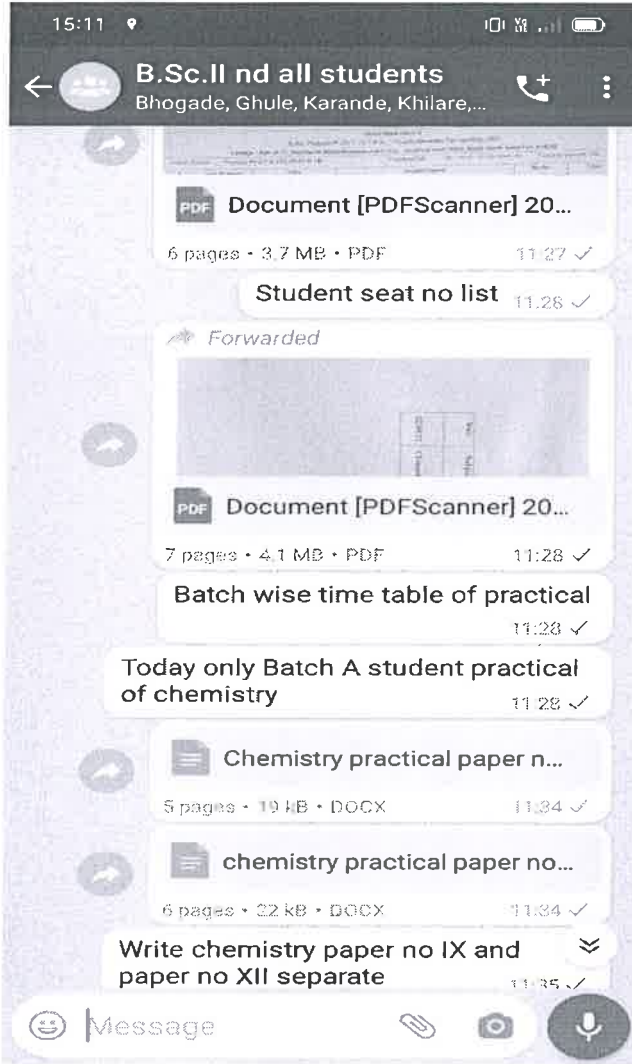 15:11
B.Sc.II nd all students
Bhogade, Ghule, Karande, Khilare,...
PDF
Document [PDFScanner] 20...
6 pages • 3.7 MB • PDF 11:27
Student seat no list 11:28
Forwarded
PDF
Document [PDFScanner] 20...
7 pages • 4.1 MB • PDF 11:28
Batch wise time table of practical
11:28
Today only Batch A student practical
of chemistry 11:28
Chemistry practical paper n...
5 pages • 19 kB • DOCX 11:34
chemistry practical paper no...
6 pages • 22 kB • DOCX 11:34
Write chemistry paper no IX and
paper no XII separate 11:35
Message